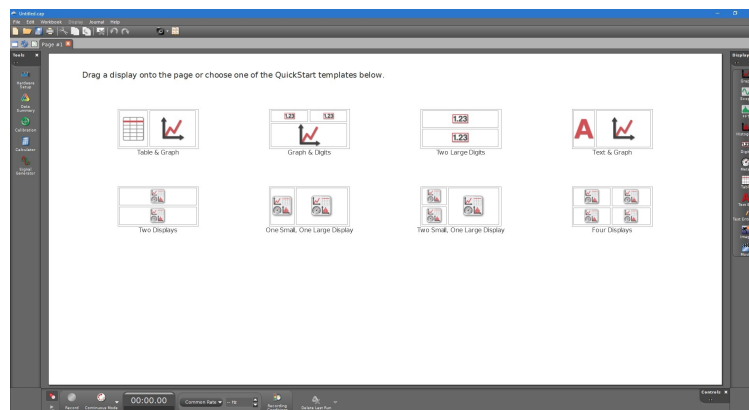 Untitled.cap
File Edit Workbook Display Journal Help
Page #1
Tools
Hardware Setup
Data Summary
Calibration
Calculator
Signal Generator
Drag a display onto the page or choose one of the QuickStart templates below.
1.23 1.23 1.23
1.23
A
Table & Graph Graph & Digits Two Large Digits Text & Graph
Two Displays One Small, One Large Display Two Small, One Large Display Four Displays
Display
Controls
Record Continuous Mode 00:00.00 Common Rate -- Hz Recording Delete Last Run